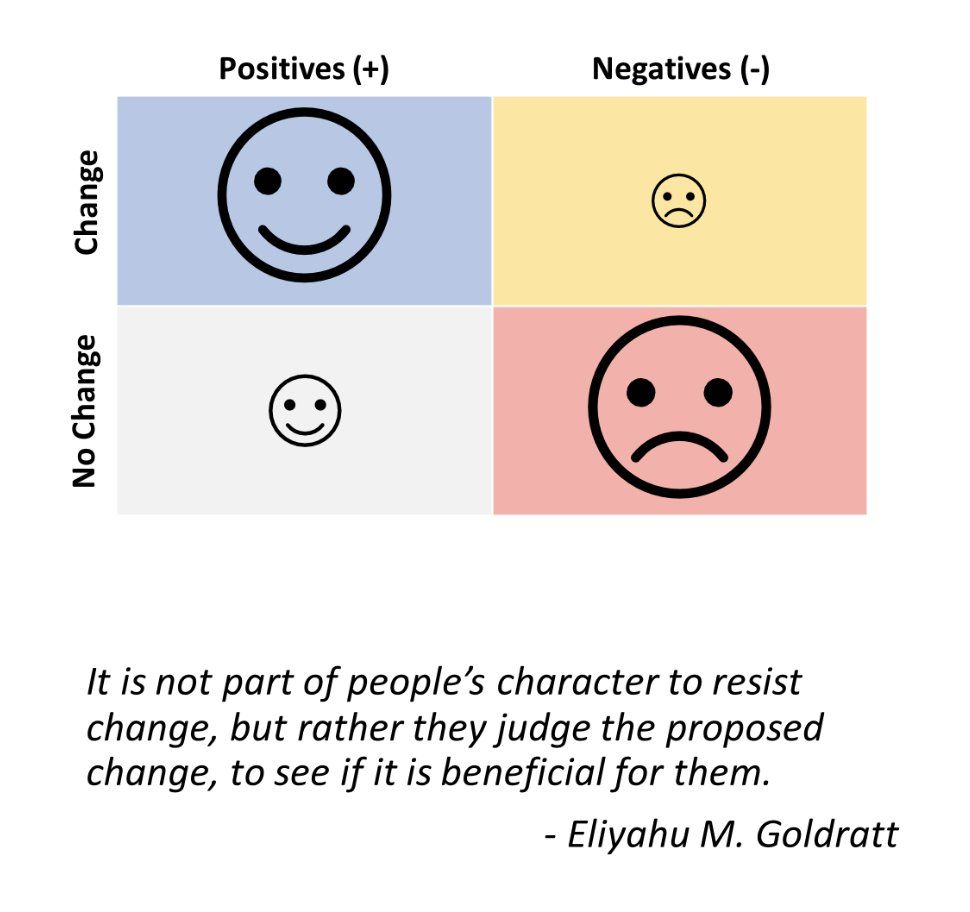 Positives (+)
Negatives (-)
Change
No Change
It is not part of people’s character to resist
change, but rather they judge the proposed
change, to see if it is beneficial for them.
- Eliyahu M. Goldratt